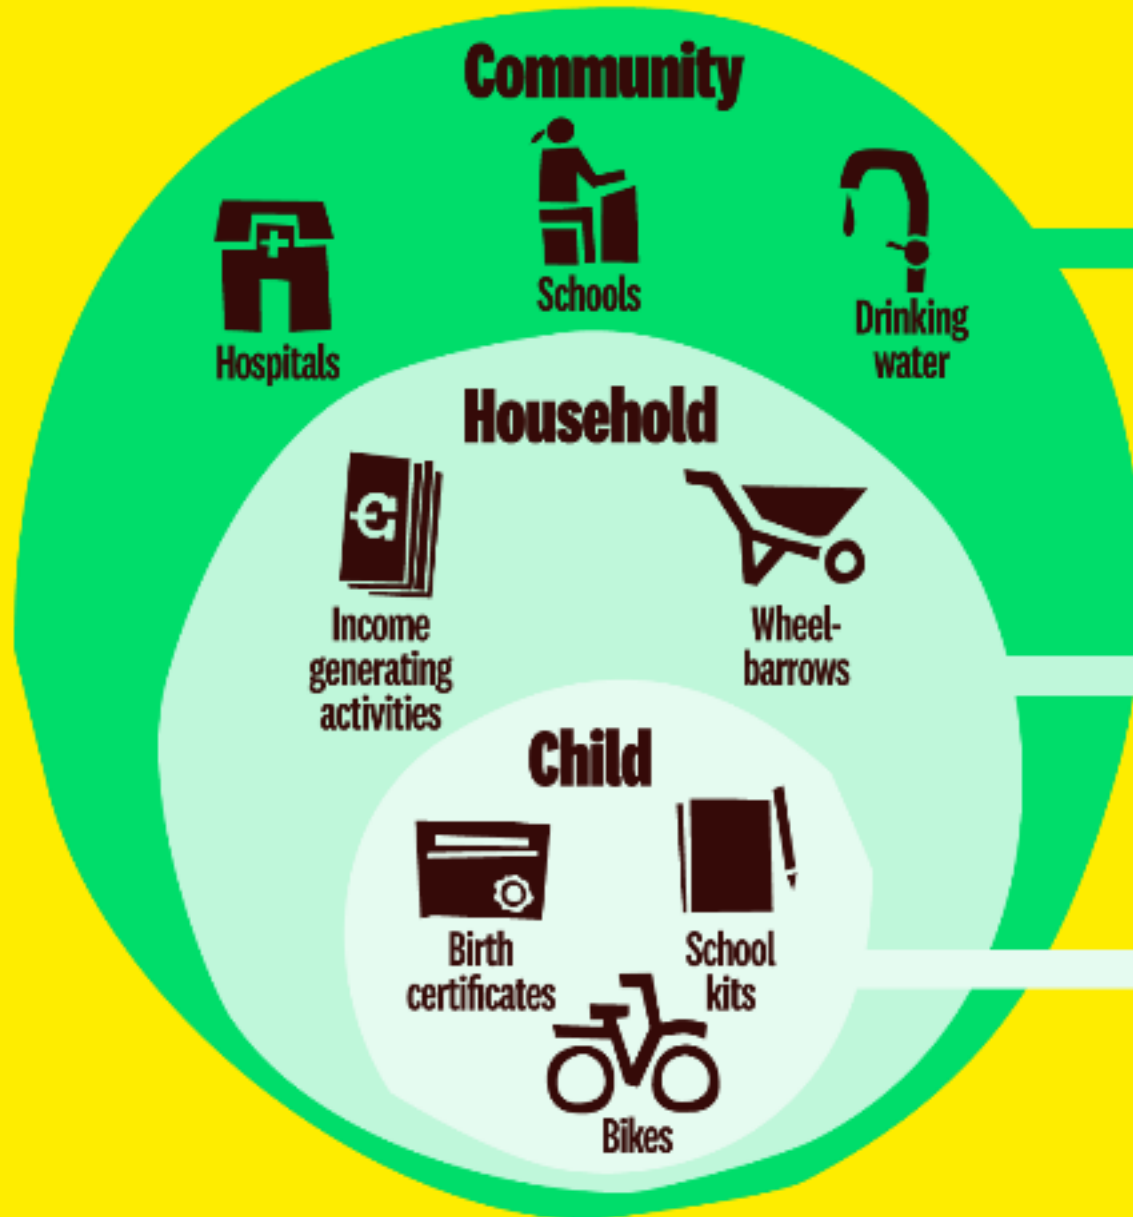 Community
Schools
Hospitals
Drinking
water
Household
Income
generating
activities
Wheel-
barrows
Child
Birth
certificates
School
kits
Bikes